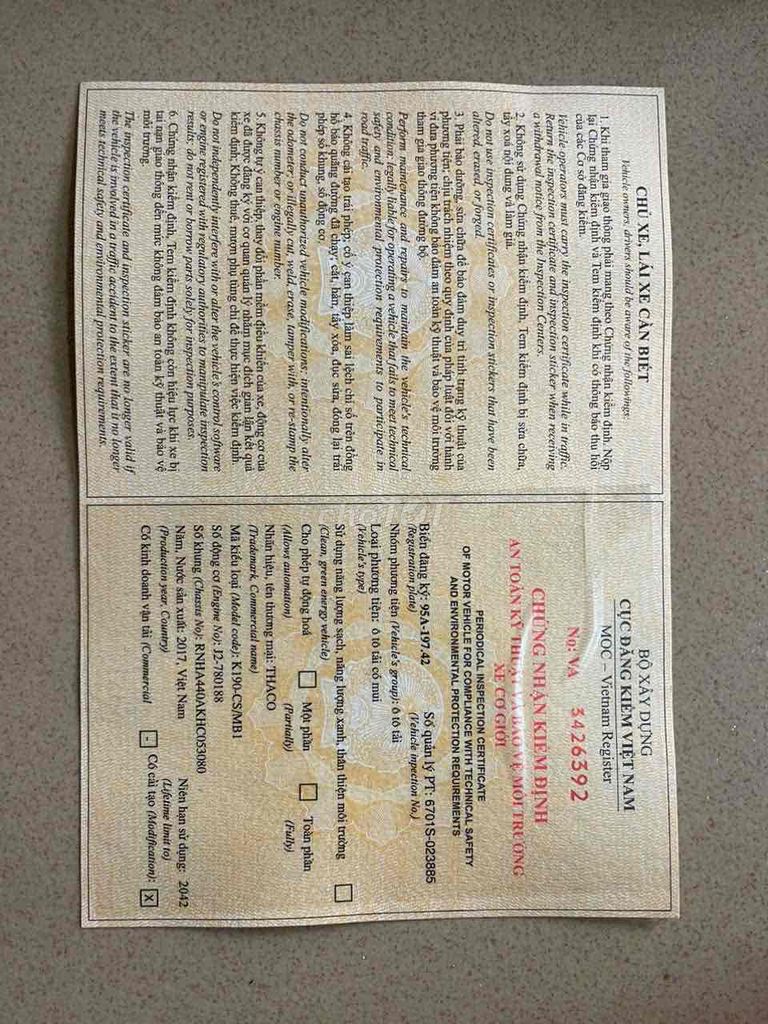 CHỦ XE, LÁI XE CẦN BIẾT
Vehicle owners, drivers should be aware of the followings:
1. Khi tham gia giao thông phải mang theo Chứng nhận kiểm định. Nộp
lại Chứng nhận kiểm định và Tem kiểm định khi có thông báo thu hồi
của các Cơ sở đăng kiểm.
Vehicle operators must carry the inspection certificate while in traffic.
Return the inspection certificate and inspection sticker when receiving
a withdrawal notice from the Inspection Centers.
2. Không sử dụng Chứng nhận kiểm định, Tem kiểm định bị sửa chữa,
tẩy xoá nội dung và làm giả.
Do not use inspection certificates or inspection stickers that have been
altered, erased, or forged.
3. Phải bảo dưỡng, sửa chữa để bảo đảm duy trì tình trạng kỹ thuật của
phương tiện; chịu trách nhiệm theo quy định của pháp luật đối với hành
vi đưa phương tiện không bảo đảm an toàn kỹ thuật và bảo vệ môi trường
tham gia giao thông đường bộ.
Perform maintenance and repairs to maintain the vehicle's technical
condition; legally liable for operating a vehicle that fails to meet technical
safety and environmental protection requirements to participate in
road traffic.
4. Không cải tạo trái phép; cố ý can thiệp làm sai lệch chỉ số trên đồng
hồ báo quãng đường đã chạy; cắt, hàn, tẩy xóa, đục sửa, đóng lại trái
phép số khung, số động cơ.
Do not conduct unauthorized vehicle modifications; intentionally alter
the odometer; or illegally cut, weld, erase, tamper with, or re-stamp the
chassis number or engine number.
5. Không tự ý can thiệp, thay đổi phần mềm điều khiển của xe, động cơ của
xe đã được đăng ký với cơ quan quản lý nhằm mục đích gian lận kết quả
kiểm định; Không thuê, mượn phụ tùng chỉ để thực hiện việc kiểm định.
Do not independently interfere with or alter the vehicle's control software
or engine registered with regulatory authorities to manipulate inspection
results; do not rent or borrow parts solely for inspection purposes.
6. Chứng nhận kiểm định, Tem kiểm định không còn hiệu lực khi xe bị
tai nạn giao thông đến mức không đảm bảo an toàn kỹ thuật và bảo vệ
môi trường.
The inspection certificate and inspection sticker are no longer valid if
the vehicle is involved in a traffic accident to the extent that it no longer
meets technical safety and environmental protection requirements.
BỘ XÂY DỰNG
CỤC ĐĂNG KIỂM VIỆT NAM
MOC – Vietnam Register
No: VA 3426392
CHỨNG NHẬN KIỂM ĐỊNH
AN TOÀN KỸ THUẬT VÀ BẢO VỆ MÔI TRƯỜNG
XE CƠ GIỚI
PERIODICAL INSPECTION CERTIFICATE
OF MOTOR VEHICLE FOR COMPLIANCE WITH TECHNICAL SAFETY
AND ENVIRONMENTAL PROTECTION REQUIREMENTS
Biển đăng ký: 95A-197.42 Số quản lý PT: 6701S-023885
(Registration plate) (Vehicle inpection No.)
Nhóm phương tiện (Vehicle's group): ô tô tải
Loại phương tiện: ô tô tải có mui
(Vehicle's type)
Sử dụng năng lượng sạch, năng lượng xanh, thân thiện môi trường
(Clean, green energy vehicle)
Cho phép tự động hoá Một phần Toàn phần
(Allows automation) (Partially) (Fully)
Nhãn hiệu, tên thương mại: THACO
(Trademark, Commercial name)
Mã kiểu loại (Model code): K190-CS/MB1
Số động cơ (Engine No): J2-780188
Số khung (Chassis No): RNHA440AKHC053080
Năm, Nước sản xuất: 2017, Việt Nam Niên hạn sử dụng: 2042
(Production year, Country) (Lifetime limit to)
Có kinh doanh vận tải (Commercial - Có cải tạo (Modification): X